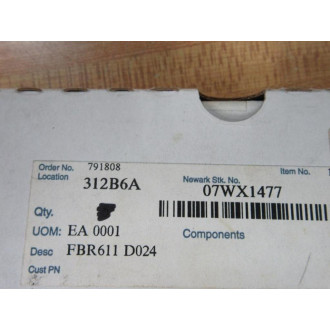 Order No. 791808
Location 312B6A
Newark Stk. No. 07WX1477
Item No.
Qty.
UOM: EA 0001
Components
Desc FBR611 D024
Cust PN